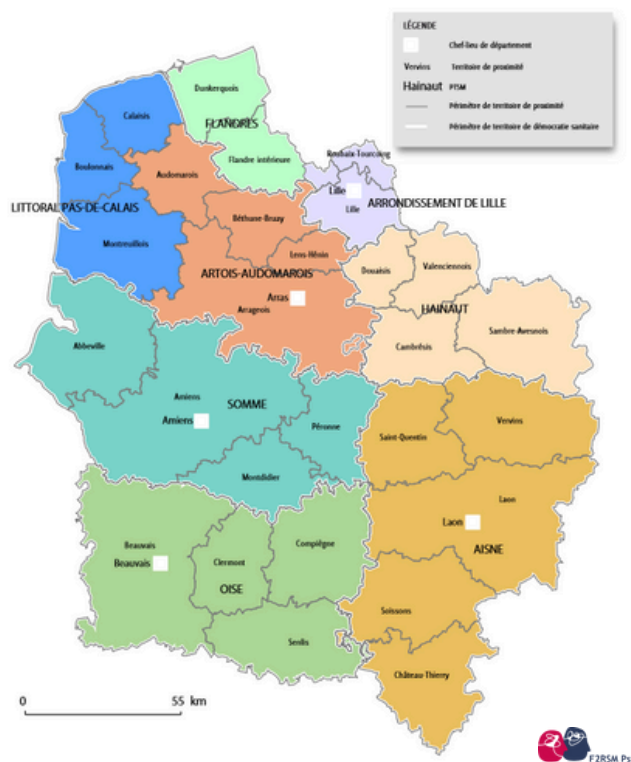 LÉGENDE
Chef-lieu de département
Vervins Territoire de proximité
Hainaut PTSM
Périmètre de territoire de proximité
Périmètre de territoire de démocratie sanitaire
Dunkerquois
Calaisis
FLANDRES
Flandre intérieure
Roubaix-Tourcoing
Boulonnais
Audomarois
Lille
Lille
LITTORAL PAS-DE-CALAIS
ARRONDISSEMENT DE LILLE
Béthune-Bruay
Montreuillois
Lens-Hénin
Douaisis
Valenciennois
ARTOIS-AUDOMAROIS
Arras
Arrageois
HAINAUT
Sambre-Avesnois
Abbeville
Cambrésis
Amiens
SOMME
Amiens
Péronne
Saint-Quentin
Vervins
Montdidier
Laon
Laon
Beauvais
Beauvais
Compiègne
Clermont
AISNE
OISE
Soissons
Senlis
Château-Thierry
0 55 km
F2RSM Psy